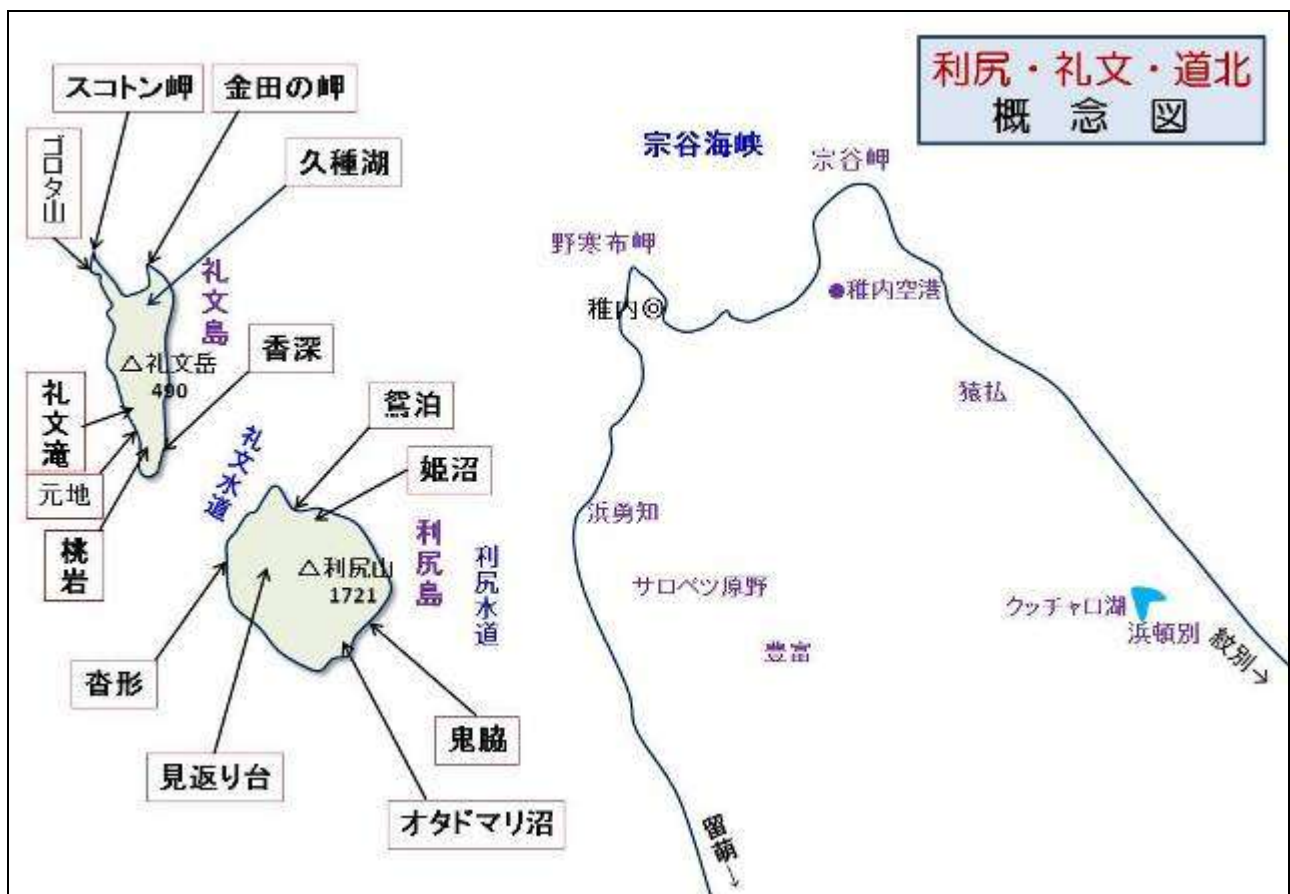 利尻・礼文・道北
概念図
スコトン岬
金田の岬
ゴロタ山
久種湖
宗谷海峡
宗谷岬
野寒布岬
礼文島
稚内◎
●稚内空港
香深
△礼文岳
490
礼文滝
猿払
鴛泊
礼文水道
姫沼
元地
浜勇知
桃岩
利尻島
利尻水道
△利尻山
1721
サロベツ原野
クッチャロ湖
浜頓別
豊富
紋別→
沓形
鬼脇
見返り台
オタドマリ沼
留萌→